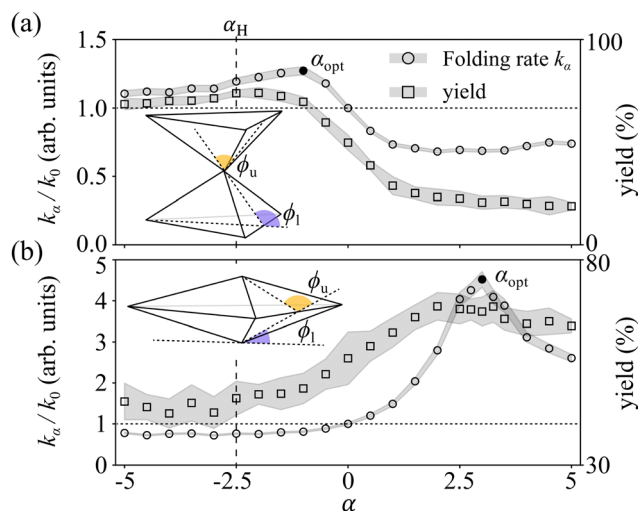 (a)
α_H
1.5
100
α_opt
Folding rate k_α
yield
1.0
0.5
0.0
0
k_α / k_0 (arb. units)
yield (%)
ϕ_u
ϕ_l
(b)
5
80
4
3
2
1
0
30
k_α / k_0 (arb. units)
yield (%)
ϕ_u
ϕ_l
α_opt
-5
-2.5
0
2.5
5
α